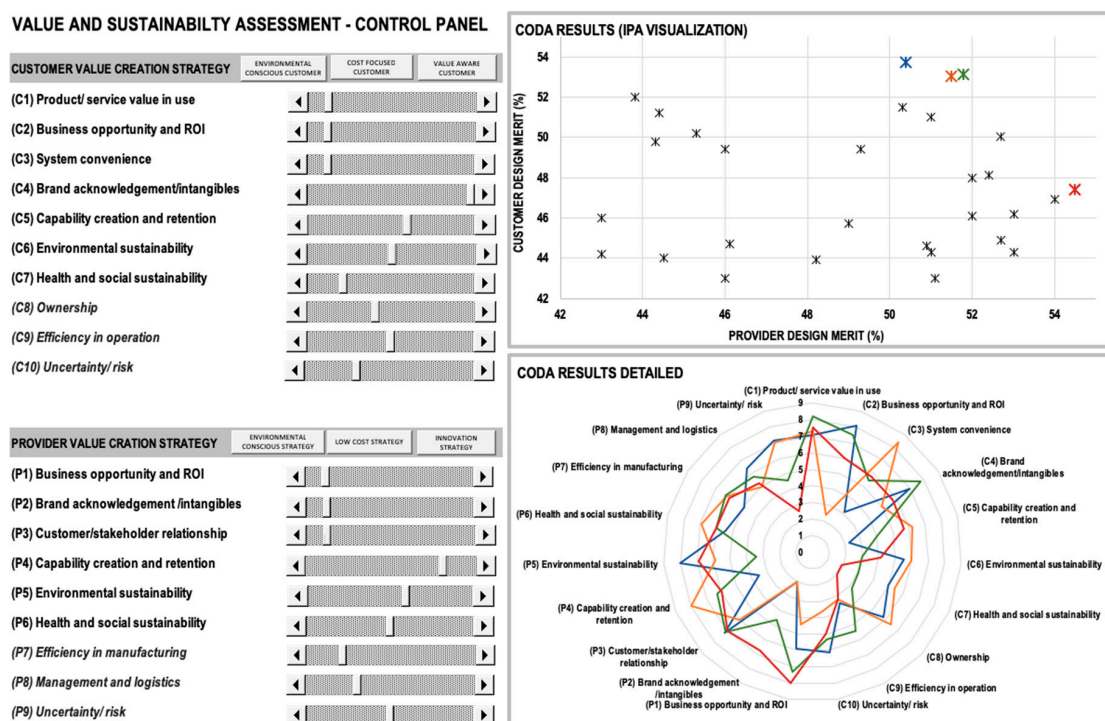 VALUE AND SUSTAINABILTY ASSESSMENT - CONTROL PANEL
CUSTOMER VALUE CREATION STRATEGY
ENVIRONMENTAL
CONSCIOUS CUSTOMER
COST FOCUSED
CUSTOMER
VALUE AWARE
CUSTOMER
(C1) Product/ service value in use
(C2) Business opportunity and ROI
(C3) System convenience
(C4) Brand acknowledgement/intangibles
(C5) Capability creation and retention
(C6) Environmental sustainability
(C7) Health and social sustainability
(C8) Ownership
(C9) Efficiency in operation
(C10) Uncertainty/ risk
PROVIDER VALUE CRATION STRATEGY
ENVIRONMENTAL
CONSCIOUS STRATEGY
LOW COST STRATEGY
INNOVATION
STRATEGY
(P1) Business opportunity and ROI
(P2) Brand acknowledgement /intangibles
(P3) Customer/stakeholder relationship
(P4) Capability creation and retention
(P5) Environmental sustainability
(P6) Health and social sustainability
(P7) Efficiency in manufacturing
(P8) Management and logistics
(P9) Uncertainty/ risk
CODA RESULTS (IPA VISUALIZATION)
CUSTOMER DESIGN MERIT (%)
54
52
50
48
46
44
42
42 44 46 48 50 52 54
PROVIDER DESIGN MERIT (%)
CODA RESULTS DETAILED
(C1) Product/ service value in use
(C2) Business opportunity and ROI
(C3) System convenience
(C4) Brand
acknowledgement/intangibles
(C5) Capability creation and
retention
(C6) Environmental sustainability
(C7) Health and social sustainability
(C8) Ownership
(C9) Efficiency in operation
(C10) Uncertainty/ risk
(P1) Business opportunity and ROI
(P2) Brand acknowledgement
/intangibles
(P3) Customer/stakeholder
relationship
(P4) Capability creation and
retention
(P5) Environmental sustainability
(P6) Health and social sustainability
(P7) Efficiency in manufacturing
(P8) Management and logistics
(P9) Uncertainty/ risk
9
8
7
6
5
4
3
2
1
0